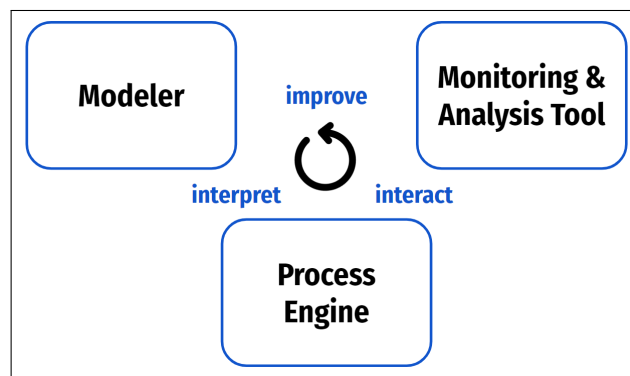 Modeler
improve
Monitoring &
Analysis Tool
interpret
interact
Process
Engine